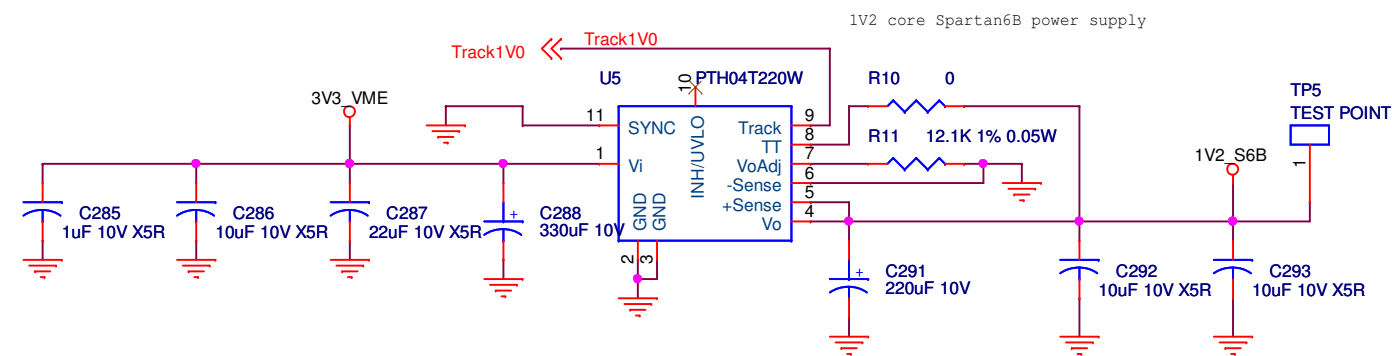 1V2 core Spartan6B power supply
Track1V0
Track1V0
U5
10
PTH04T220W
R10 0
TP5
TEST POINT
3V3_VME
11
SYNC
INH/UVLO
Track
9
TT
8
R11 12.1K 1% 0.05W
1
Vi
VoAdj
7
-Sense
6
+Sense
5
Vo
4
1V2_S6B
1
GND
GND
2
3
C285
1uF 10V X5R
C286
10uF 10V X5R
C287
22uF 10V X5R
+
C288
330uF 10V
+
C291
220uF 10V
C292
10uF 10V X5R
C293
10uF 10V X5R